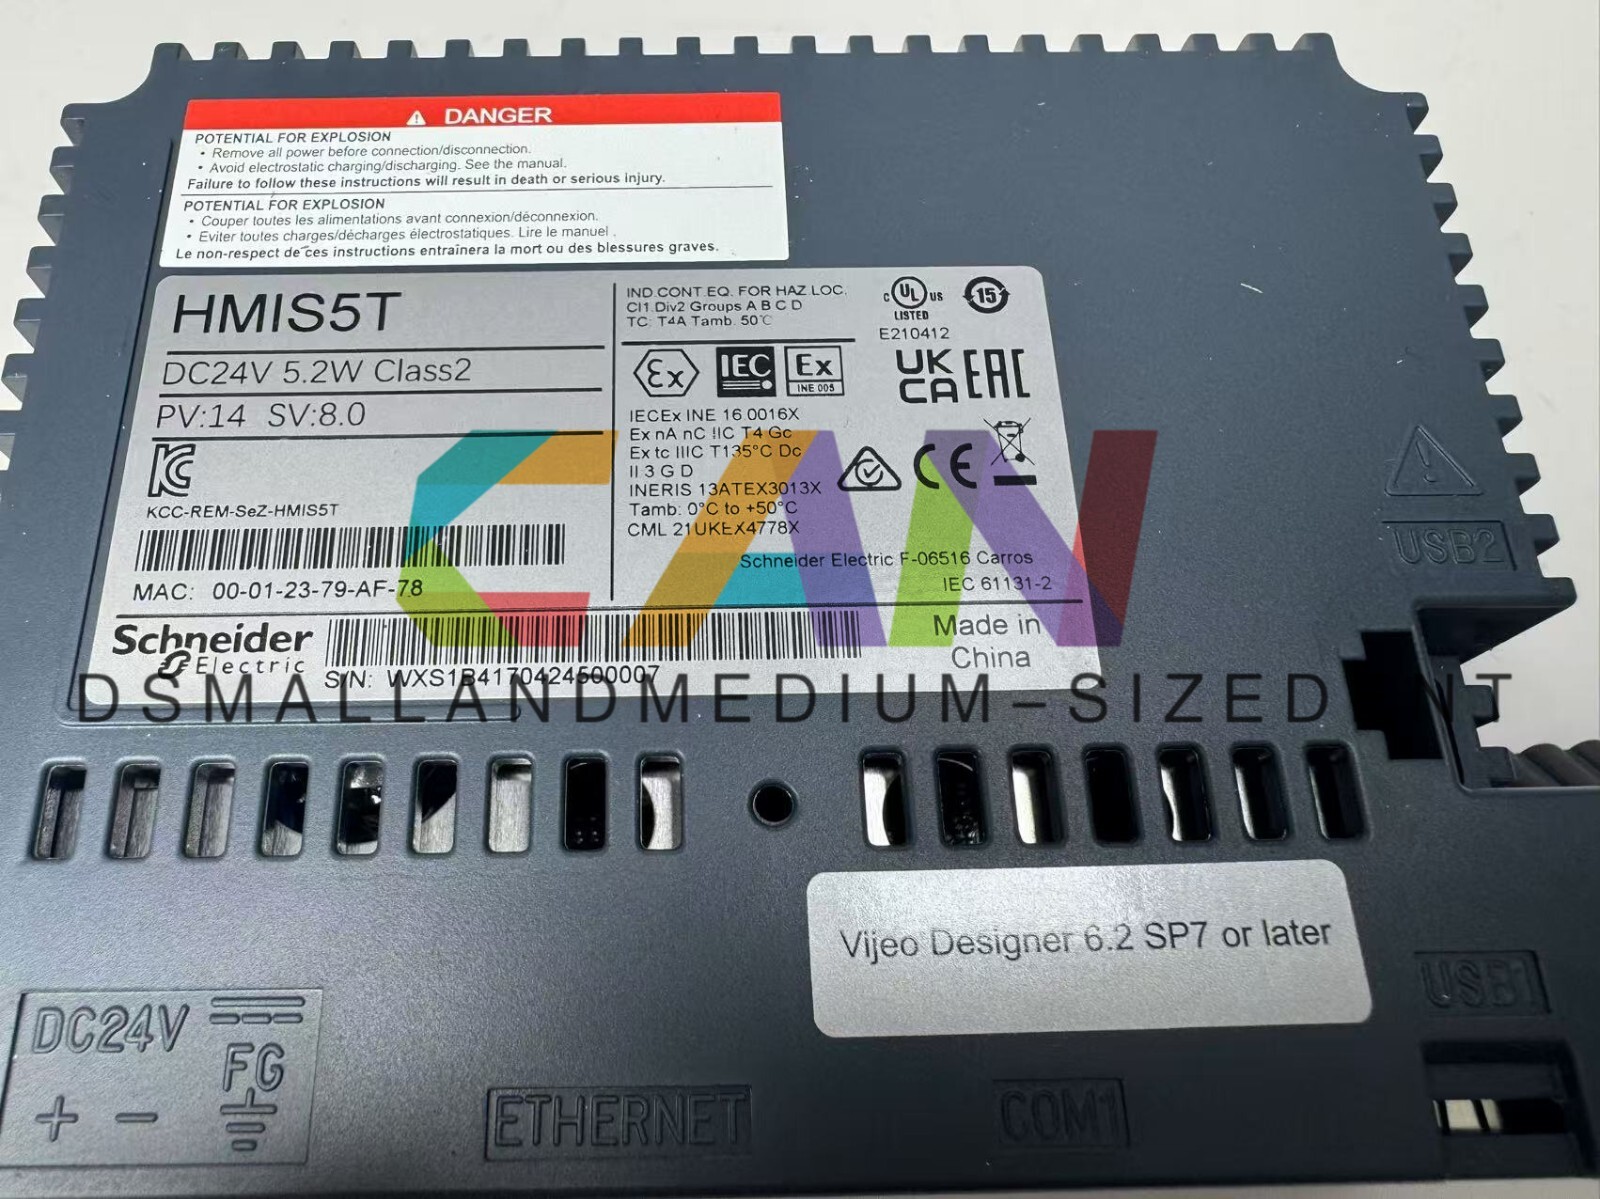 DANGER
POTENTIAL FOR EXPLOSION
• Remove all power before connection/disconnection.
• Avoid electrostatic charging/discharging. See the manual.
Failure to follow these instructions will result in death or serious injury.
POTENTIAL FOR EXPLOSION
• Couper toutes les alimentations avant connexion/déconnexion.
• Eviter toutes charges/décharges électrostatiques. Lire le manuel .
Le non-respect de ces instructions entraînera la mort ou des blessures graves.
HMIS5T
DC24V 5.2W Class2
PV:14 SV:8.0
KCC-REM-SeZ-HMIS5T
MAC: 00-01-23-79-AF-78
Schneider
Electric
S/N: WXS1B4170424500007
IND.CONT.EQ. FOR HAZ.LOC.
CI1 Div2 Groups A B C D
TC: T4A Tamb. 50℃
C UL US
LISTED
E210412
15
Ex
IEC
Ex
INE 005
UK
CA
EAC
IECEx INE 16 0016X
Ex nA nC IIC T4 Gc
Ex tc IIIC T135°C Dc
II 3 G D
INERIS 13ATEX3013X
Tamb: 0°C to +50°C
CML 21UKEX4778X
CE
Schneider Electric F-06516 Carros
IEC 61131-2
Made in
China
CAN
DSMALLANDMEDIUM-SIZEDINT
USB2
Vijeo Designer 6.2 SP7 or later
USB1
DC24V
FG
+ -
ETHERNET
COM1